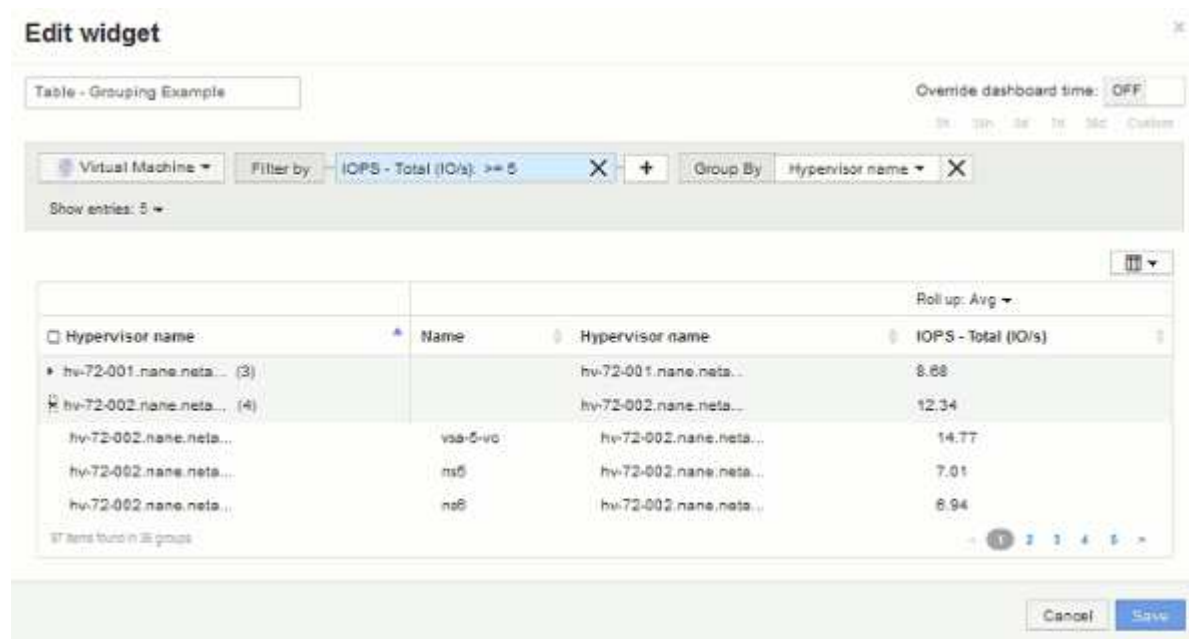 Edit widget
Table - Grouping Example
Override dashboard time: OFF
Custom
Virtual Machine
Filter by
IOPS - Total (IO/s): >= 5
Group By
Hypervisor name
Show entries: 5
Roll up: Avg
Hypervisor name Name Hypervisor name IOPS - Total (IO/s)
hv-72-001.nane.neta... (3) hv-72-001.nane.neta... 8.68
hv-72-002.nane.neta... (4) hv-72-002.nane.neta... 12.34
hv-72-002.nane.neta... vsa-5-vc hv-72-002.nane.neta... 14.77
hv-72-002.nane.neta... ns5 hv-72-002.nane.neta... 7.01
hv-72-002.nane.neta... ns6 hv-72-002.nane.neta... 6.94
items found in groups
1 2 3 4 5
Cancel Save